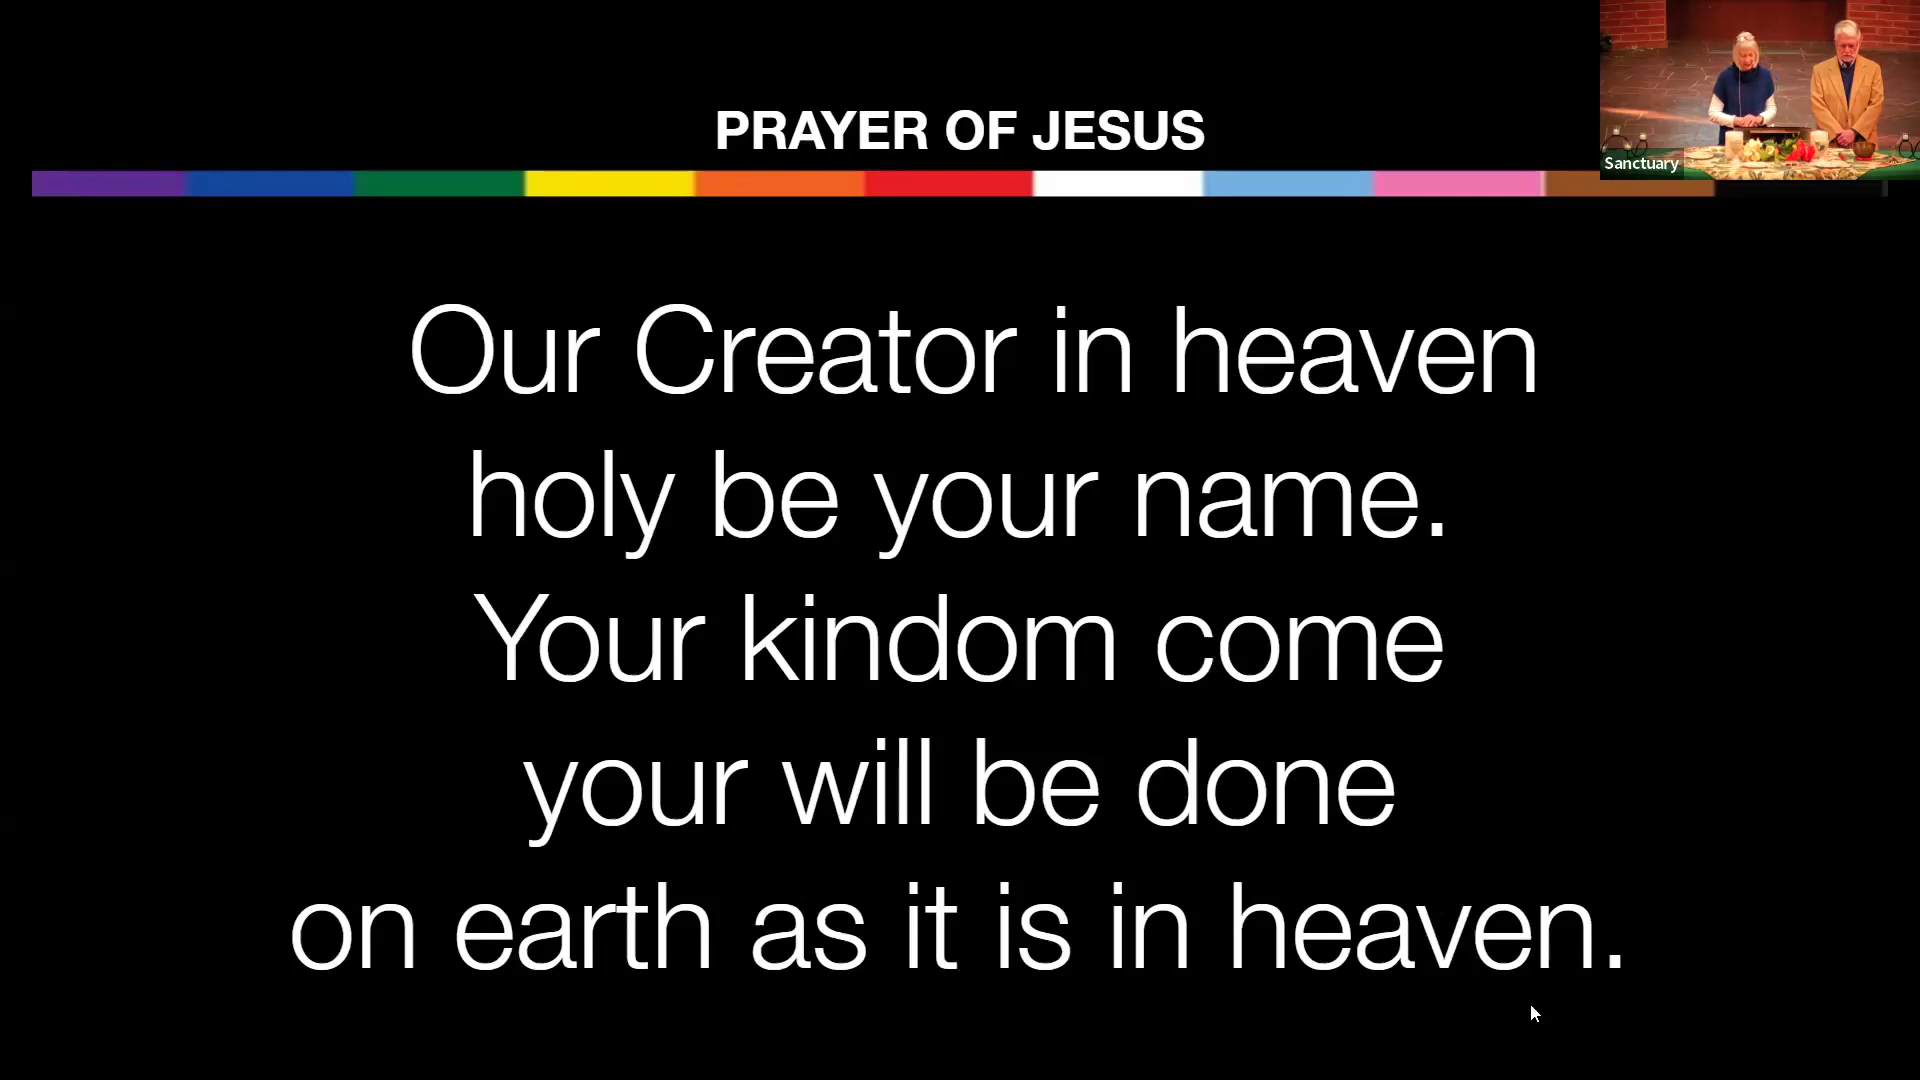 PRAYER OF JESUS
Sanctuary
Our Creator in heaven
holy be your name.
Your kindom come
your will be done
on earth as it is in heaven.